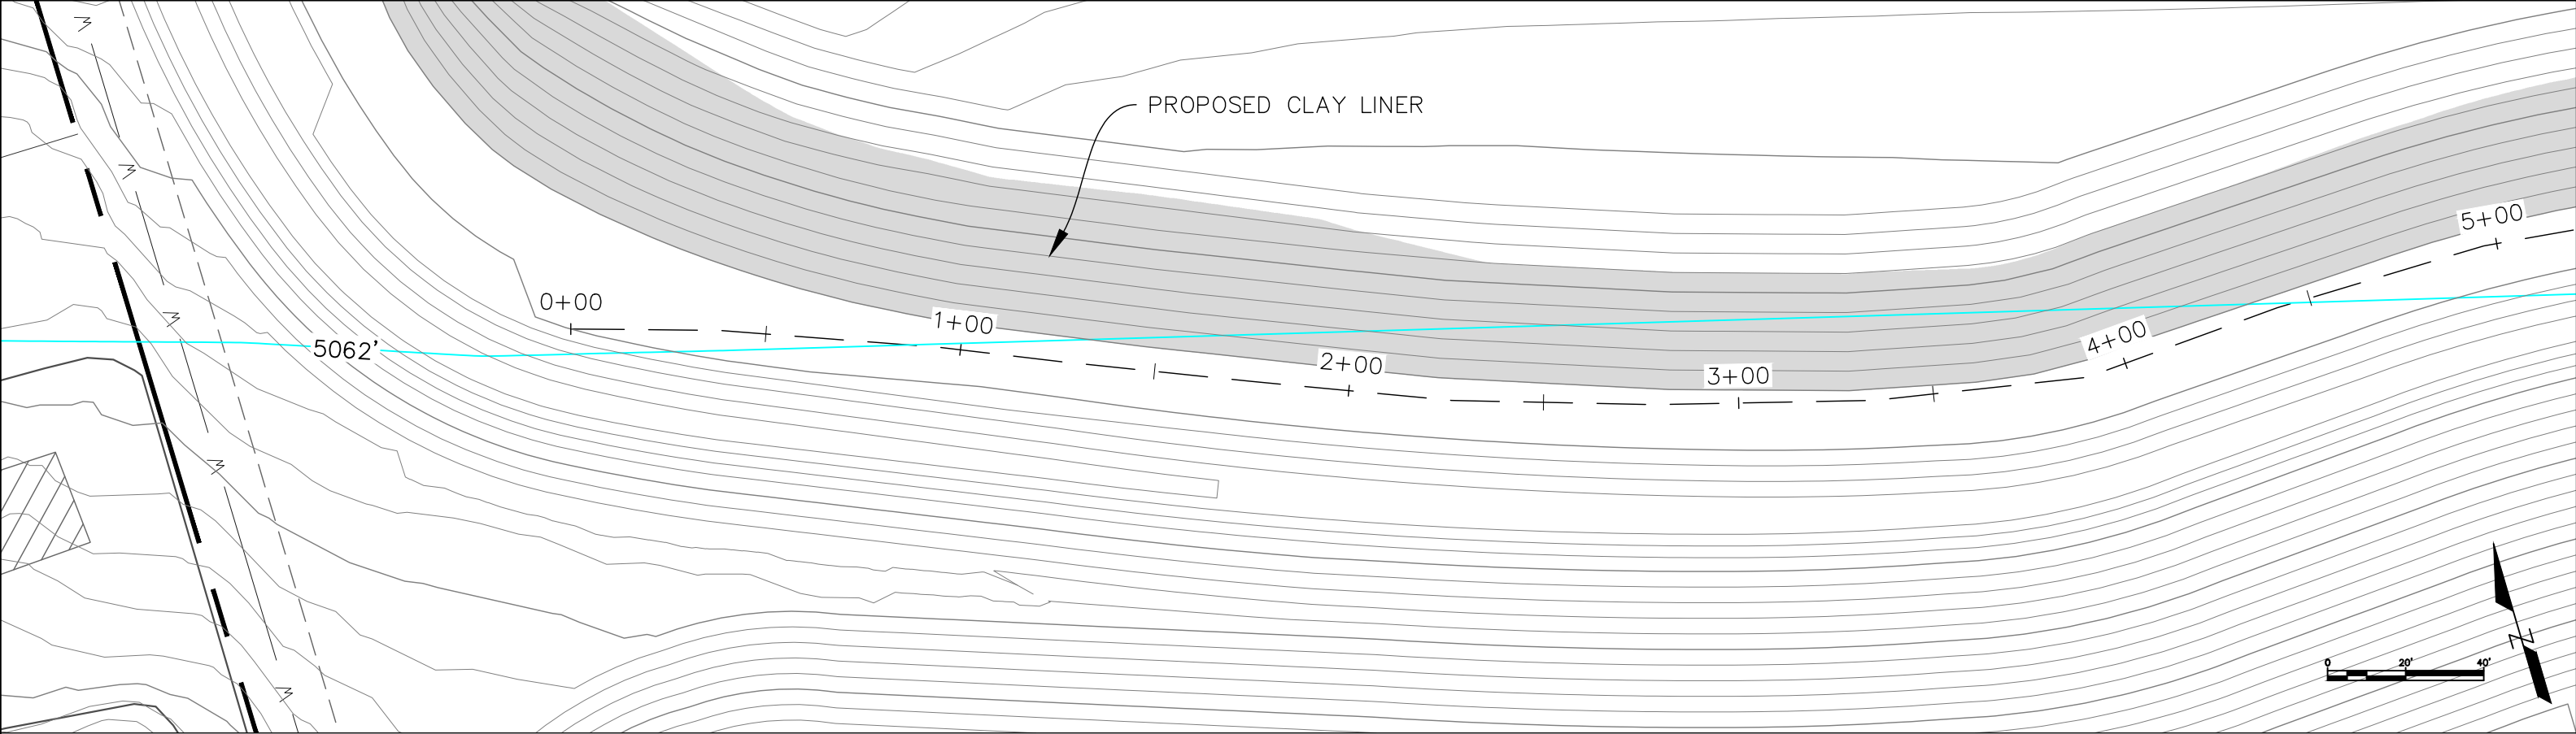 PROPOSED CLAY LINER
0+00
1+00
2+00
3+00
4+00
5+00
5062'
W
W
W
W
W
0 20' 40'
N